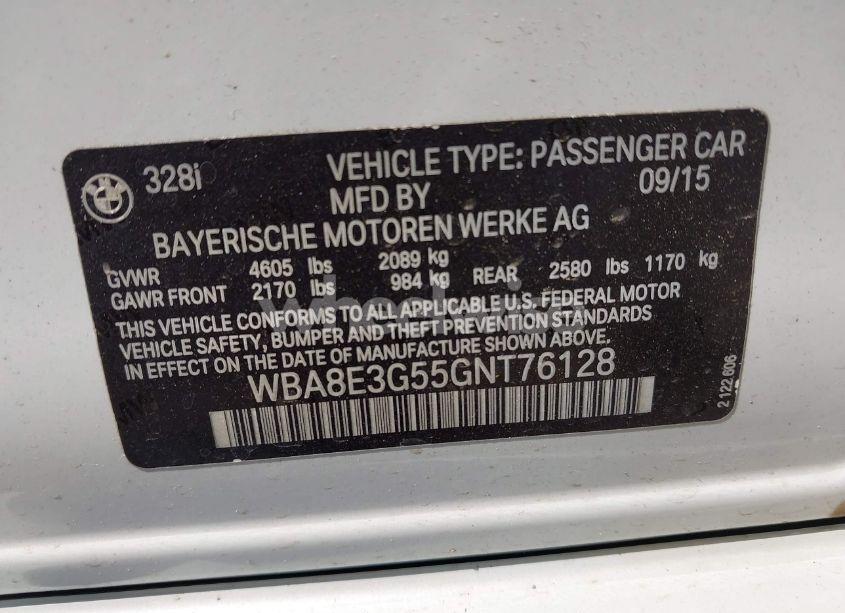 328i VEHICLE TYPE: PASSENGER CAR
MFD BY 09/15
BAYERISCHE MOTOREN WERKE AG
GVWR 4605 lbs 2089 kg
GAWR FRONT 2170 lbs 984 kg REAR 2580 lbs 1170 kg
THIS VEHICLE CONFORMS TO ALL APPLICABLE U.S. FEDERAL MOTOR
VEHICLE SAFETY, BUMPER AND THEFT PREVENTION STANDARDS
IN EFFECT ON THE DATE OF MANUFACTURE SHOWN ABOVE.
WBA8E3G55GNT76128
2 122 606